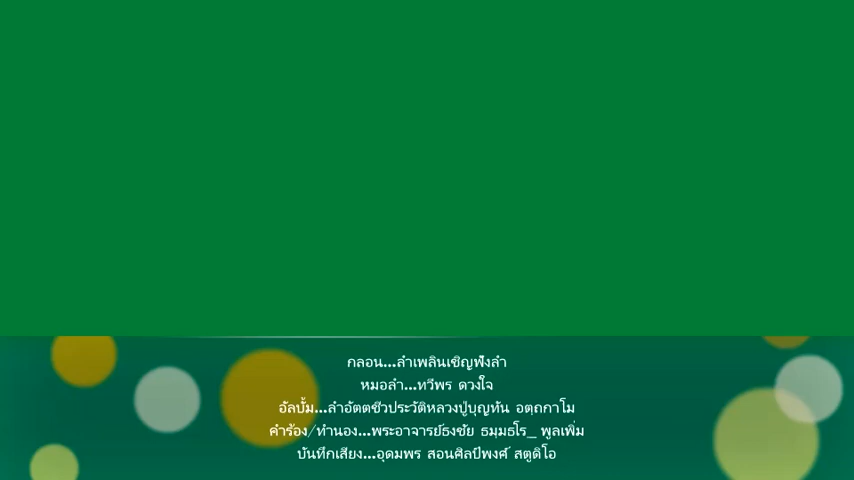 กลอน...ลำเพลินเชิญฟังลำ
หมอลำ...ทวีพร ดวงใจ
อัลบั้ม...ลำอัตตชีวประวัติหลวงปู่บุญทัน อตฺถกาโม
คำร้อง/ทำนอง...พระอาจารย์ธงชัย ธมฺมธโร_ พูลเพิ่ม
บันทึกเสียง...อุดมพร สอนศิลป์พงศ์ สตูดิโอ